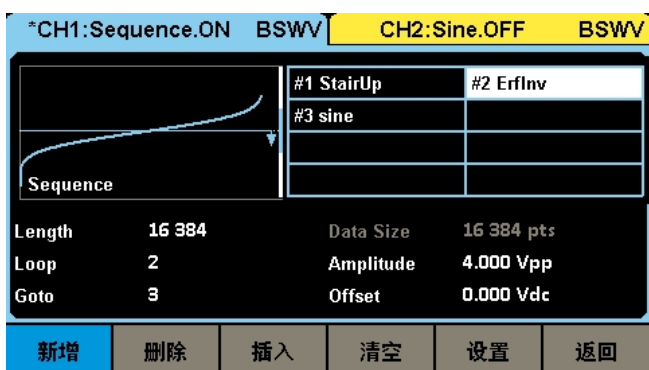 *CH1:Sequence.ON BSWV CH2:Sine.OFF BSWV
#1 StairUp #2 ErfInv
#3 sine
Sequence
Length 16 384 Data Size 16 384 pts
Loop 2 Amplitude 4.000 Vpp
Goto 3 Offset 0.000 Vdc
新增 删除 插入 清空 设置 返回